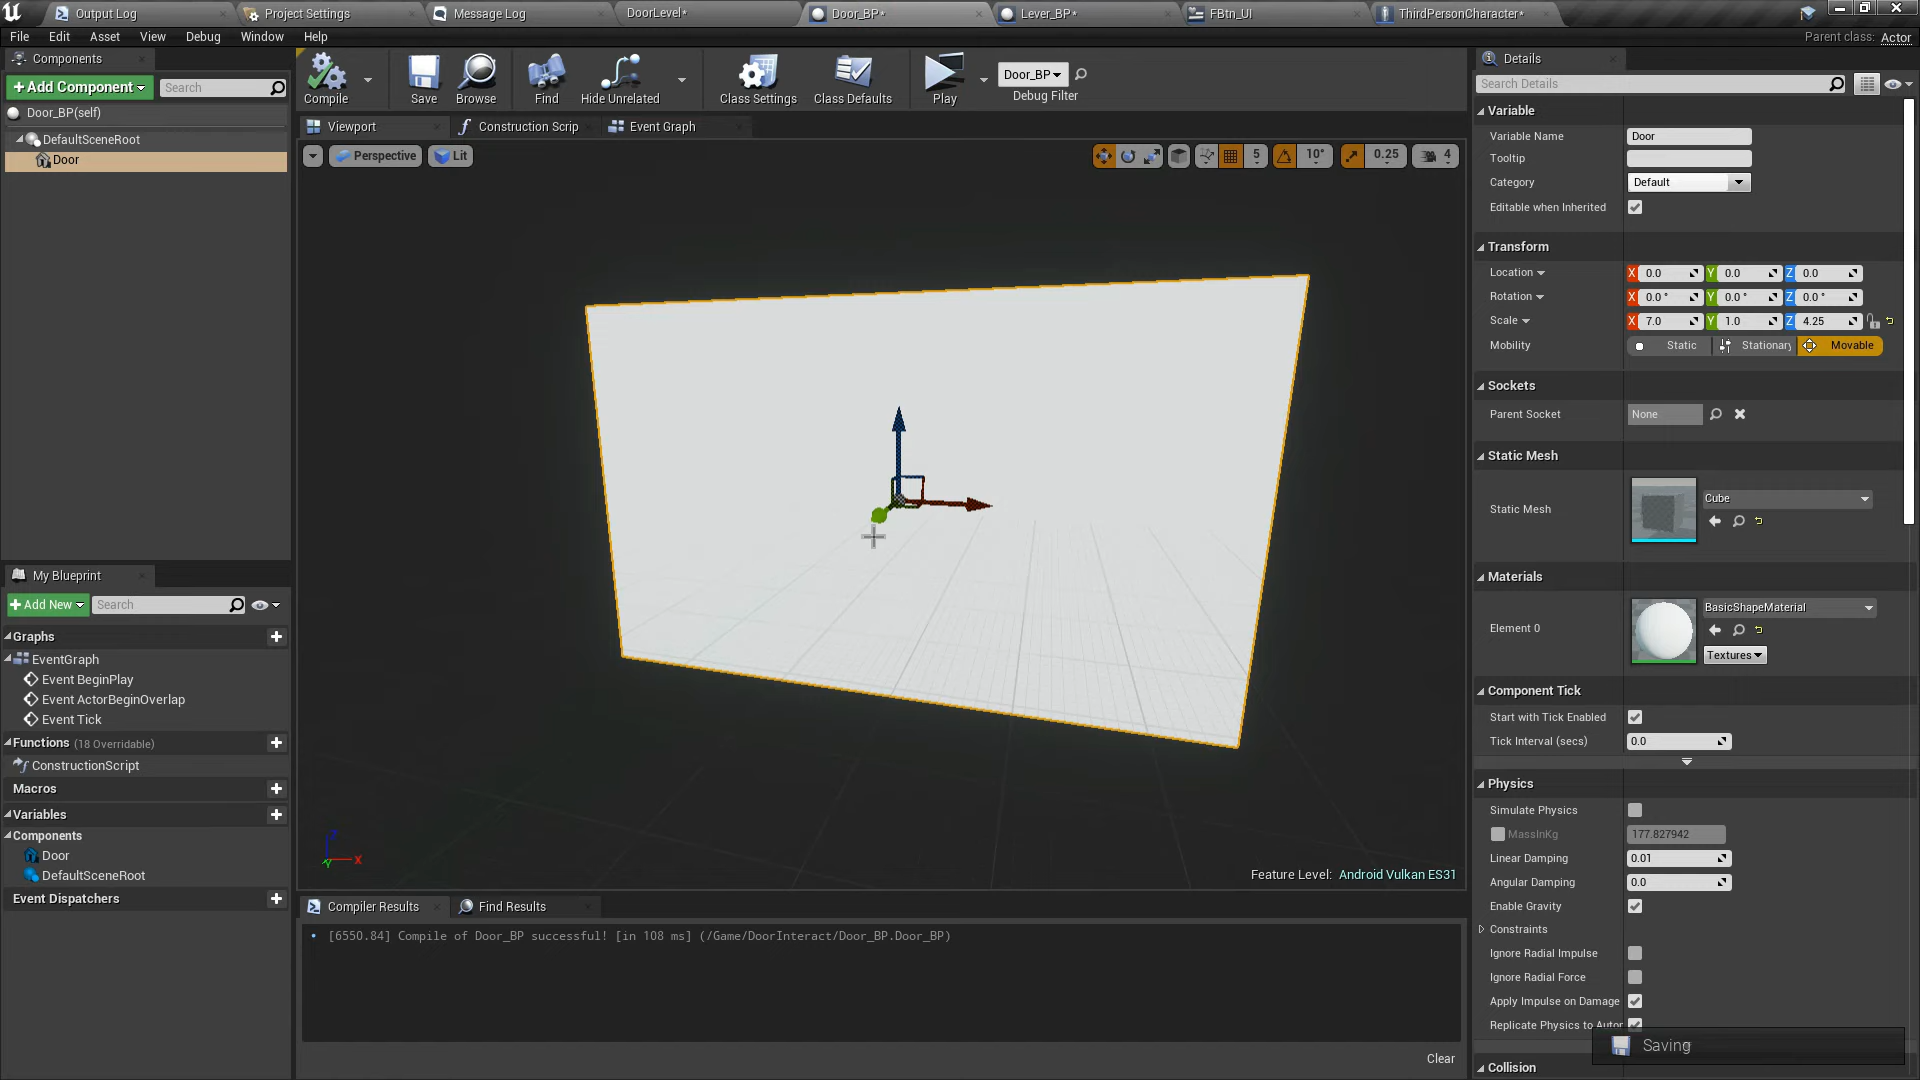 Output Log
Project Settings
Message Log
DoorLevel*
Door_BP*
Lever_BP*
FBtn_UI
ThirdPersonCharacter*
File
Edit
Asset
View
Debug
Window
Help
Parent class: Actor
Components
+Add Component
Search
Door_BP(self)
DefaultSceneRoot
Door
Compile
Save
Browse
Find
Hide Unrelated
Class Settings
Class Defaults
Play
Door_BP
Debug Filter
Viewport
Construction Scrip
Event Graph
Perspective
Lit
5
10°
0.25
4
Z
X
Y
Feature Level: Android Vulkan ES31
My Blueprint
+Add New
Search
Graphs
EventGraph
Event BeginPlay
Event ActorBeginOverlap
Event Tick
Functions (18 Overridable)
ConstructionScript
Macros
Variables
Components
Door
DefaultSceneRoot
Event Dispatchers
Compiler Results
Find Results
[6550.84] Compile of Door_BP successful! [in 108 ms] (/Game/DoorInteract/Door_BP.Door_BP)
Clear
Details
Search Details
Variable
Variable Name Door
Tooltip
Category Default
Editable when Inherited
Transform
Location X 0.0 Y 0.0 Z 0.0
Rotation X 0.0 ° Y 0.0 ° Z 0.0 °
Scale X 7.0 Y 1.0 Z 4.25
Mobility Static Stationary Movable
Sockets
Parent Socket None
Static Mesh
Static Mesh Cube
Materials
Element 0 BasicShapeMaterial
Textures
Component Tick
Start with Tick Enabled
Tick Interval (secs) 0.0
Physics
Simulate Physics
MassInKg 177.827942
Linear Damping 0.01
Angular Damping 0.0
Enable Gravity
Constraints
Ignore Radial Impulse
Ignore Radial Force
Apply Impulse on Damage
Replicate Physics to Autor
Saving
Collision